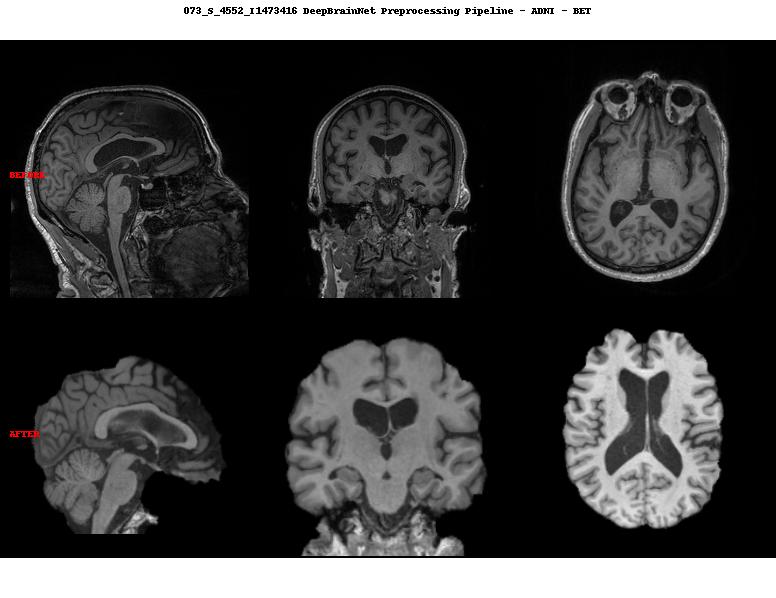 073_S_4552_I1473416 DeepBrainNet Preprocessing Pipeline - ADNI - BET
BEFORE
AFTER